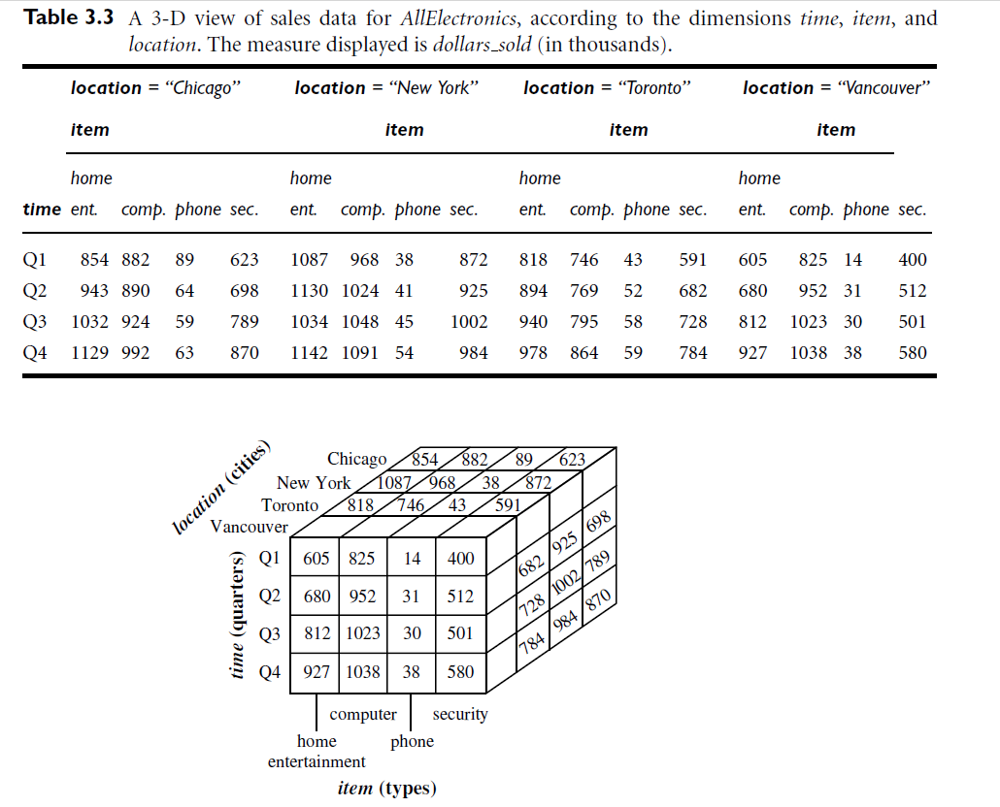 Table 3.3 A 3-D view of sales data for AllElectronics, according to the dimensions time, item, and
location. The measure displayed is dollars_sold (in thousands).
location = “Chicago” location = “New York” location = “Toronto” location = “Vancouver”
item item item item
home home home home
time ent. comp. phone sec. ent. comp. phone sec. ent. comp. phone sec. ent. comp. phone sec.
Q1 854 882 89 623 1087 968 38 872 818 746 43 591 605 825 14 400
Q2 943 890 64 698 1130 1024 41 925 894 769 52 682 680 952 31 512
Q3 1032 924 59 789 1034 1048 45 1002 940 795 58 728 812 1023 30 501
Q4 1129 992 63 870 1142 1091 54 984 978 864 59 784 927 1038 38 580
location (cities)
Chicago 854 882 89 623
New York 1087 968 38 872
Toronto 818 746 43 591
Vancouver
time (quarters)
Q1 605 825 14 400
Q2 680 952 31 512
Q3 812 1023 30 501
Q4 927 1038 38 580
682 925 698
728 1002 789
784 984 870
computer security
home phone
entertainment
item (types)